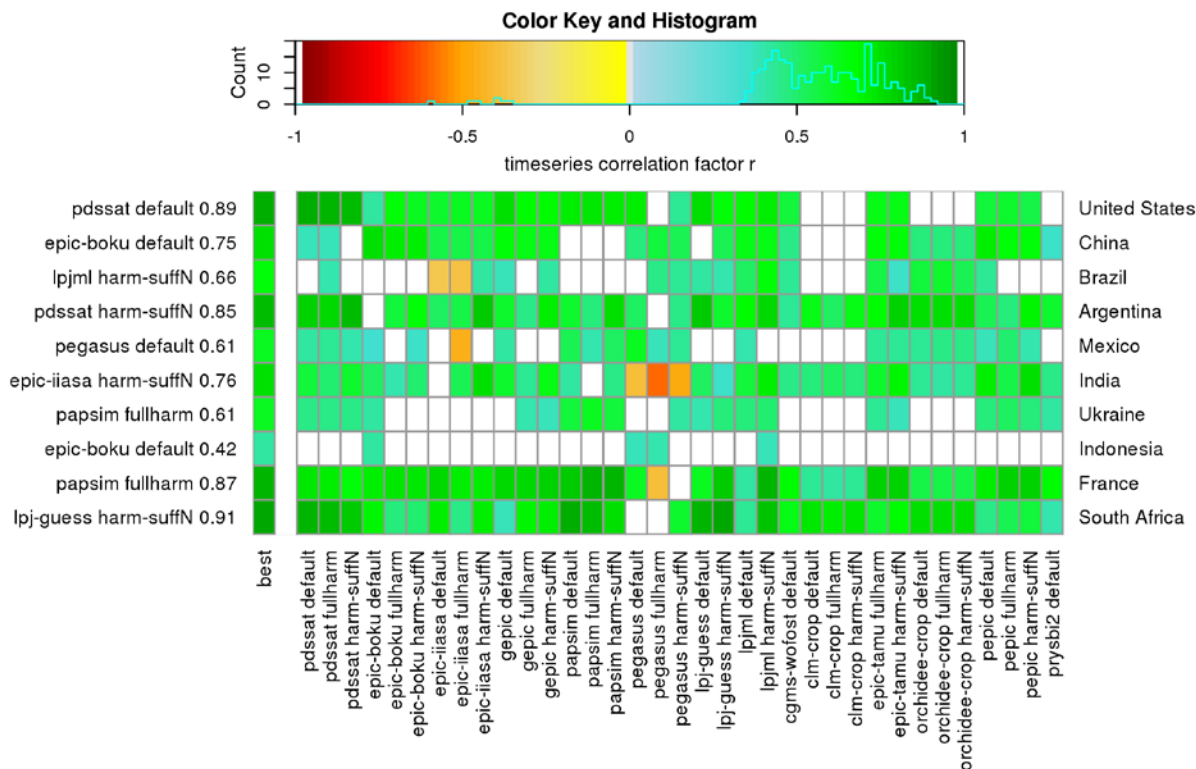 Color Key and Histogram
Count
0
10
-1
-0.5
0
0.5
1
timeseries correlation factor r
pdssat default 0.89
United States
epic-boku default 0.75
China
lpjml harm-suffN 0.66
Brazil
pdssat harm-suffN 0.85
Argentina
pegasus default 0.61
Mexico
epic-iiasa harm-suffN 0.76
India
papsim fullharm 0.61
Ukraine
epic-boku default 0.42
Indonesia
papsim fullharm 0.87
France
lpj-guess harm-suffN 0.91
South Africa
best
pdssat default
pdssat fullharm
pdssat harm-suffN
epic-boku default
epic-boku fullharm
epic-boku harm-suffN
epic-iiasa default
epic-iiasa fullharm
epic-iiasa harm-suffN
gepic default
gepic fullharm
gepic harm-suffN
papsim default
papsim fullharm
papsim harm-suffN
pegasus default
pegasus fullharm
pegasus harm-suffN
lpj-guess default
lpj-guess harm-suffN
lpjml default
lpjml harm-suffN
cgms-wofost default
clm-crop default
clm-crop fullharm
clm-crop harm-suffN
epic-tamu fullharm
epic-tamu harm-suffN
orchidee-crop default
orchidee-crop fullharm
orchidee-crop harm-suffN
pepic default
pepic fullharm
pepic harm-suffN
prysbi2 default